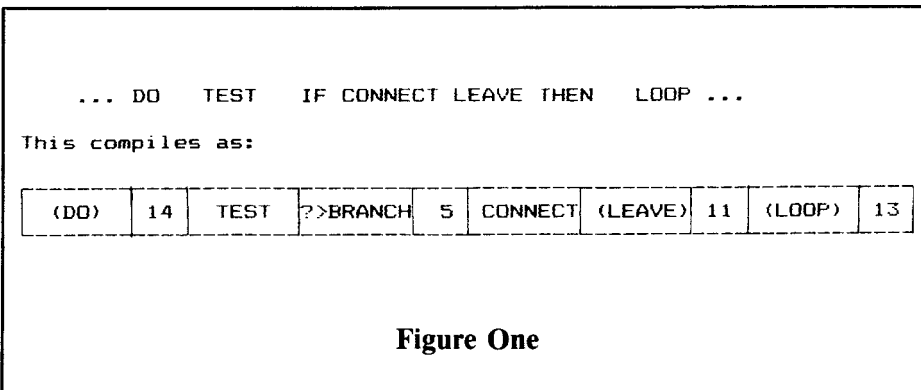 ... DO TEST IF CONNECT LEAVE THEN LOOP ...
This compiles as:
(DO) 14 TEST ?>BRANCH 5 CONNECT (LEAVE) 11 (LOOP) 13
Figure One